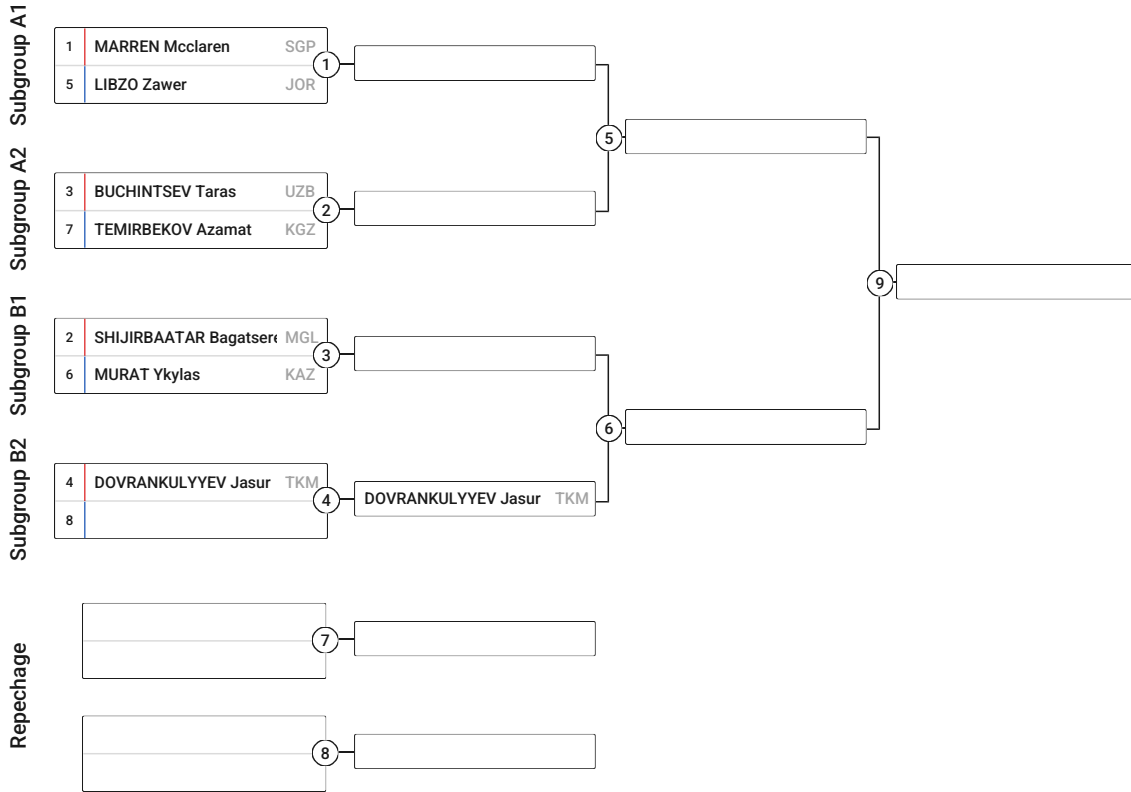 Subgroup A1
1 MARREN Mcclaren SGP
5 LIBZO Zawer JOR
1
5
Subgroup A2
3 BUCHINTSEV Taras UZB
7 TEMIRBEKOV Azamat KGZ
2
9
Subgroup B1
2 SHIJIRBAATAR Bagatsere MGL
6 MURAT Ykylas KAZ
3
6
Subgroup B2
4 DOVRANKULYYEV Jasur TKM
8
4
DOVRANKULYYEV Jasur TKM
Repechage
7
8